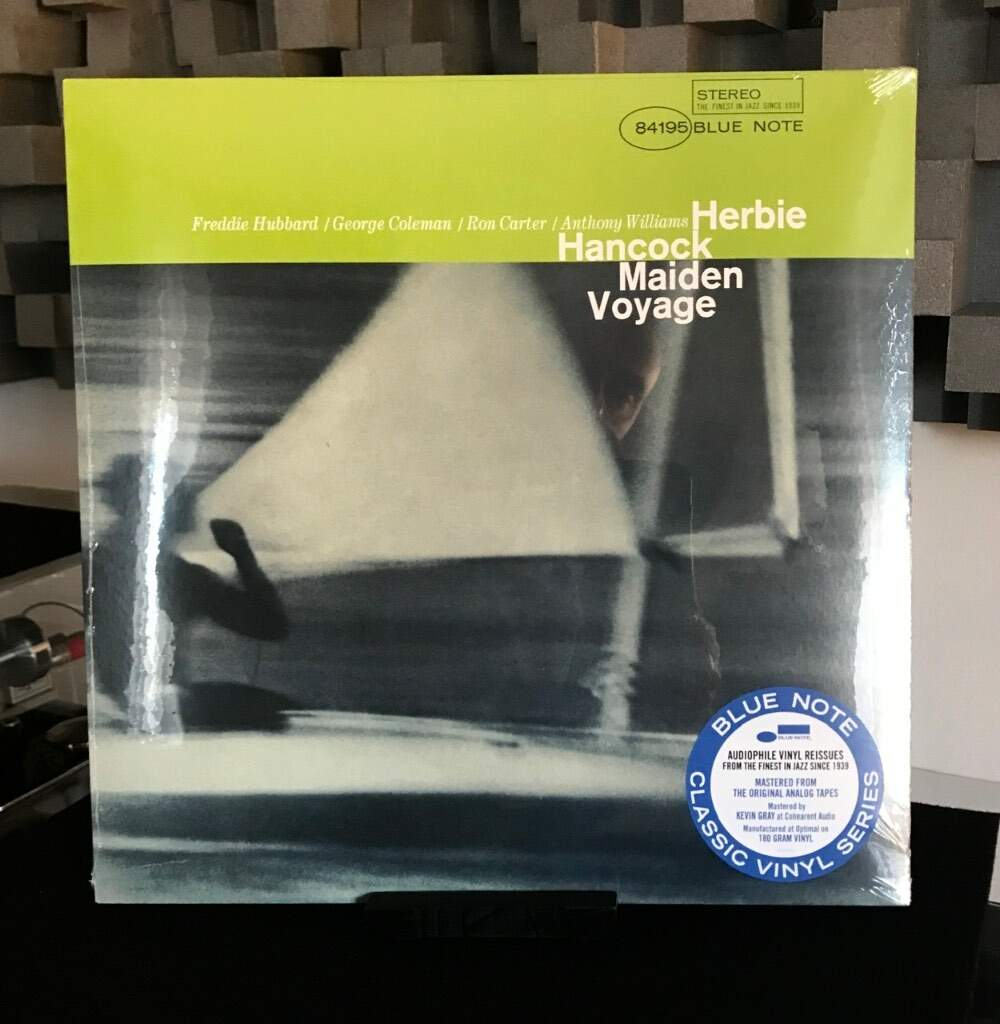 STEREO
THE FINEST IN JAZZ SINCE 1939
84195 BLUE NOTE
Freddie Hubbard / George Coleman / Ron Carter / Anthony Williams Herbie
Hancock
Maiden
Voyage
BLUE NOTE
BLUE NOTE
AUDIOPHILE VINYL REISSUES
FROM THE FINEST IN JAZZ SINCE 1939
MASTERED FROM
THE ORIGINAL ANALOG TAPES
Mastered by
KEVIN GRAY at Cohearent Audio
Manufactured at Optimal on
180 GRAM VINYL
CLASSIC VINYL SERIES